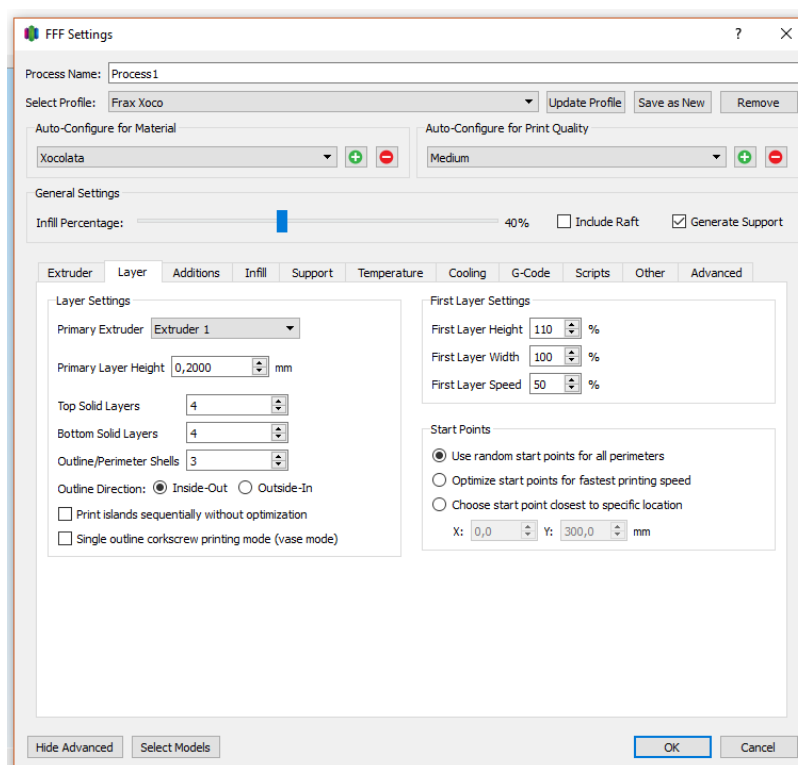 FFF Settings ?
Process Name: Process1
Select Profile: Frax Xoco Update Profile Save as New Remove
Auto-Configure for Material
Xocolata
Auto-Configure for Print Quality
Medium
General Settings
Infill Percentage: 40% Include Raft Generate Support
Extruder Layer Additions Infill Support Temperature Cooling G-Code Scripts Other Advanced
Layer Settings
Primary Extruder Extruder 1
Primary Layer Height 0,2000 mm
Top Solid Layers 4
Bottom Solid Layers 4
Outline/Perimeter Shells 3
Outline Direction: Inside-Out Outside-In
Print islands sequentially without optimization
Single outline corkscrew printing mode (vase mode)
First Layer Settings
First Layer Height 110 %
First Layer Width 100 %
First Layer Speed 50 %
Start Points
Use random start points for all perimeters
Optimize start points for fastest printing speed
Choose start point closest to specific location
X: 0,0 Y: 300,0 mm
Hide Advanced Select Models OK Cancel